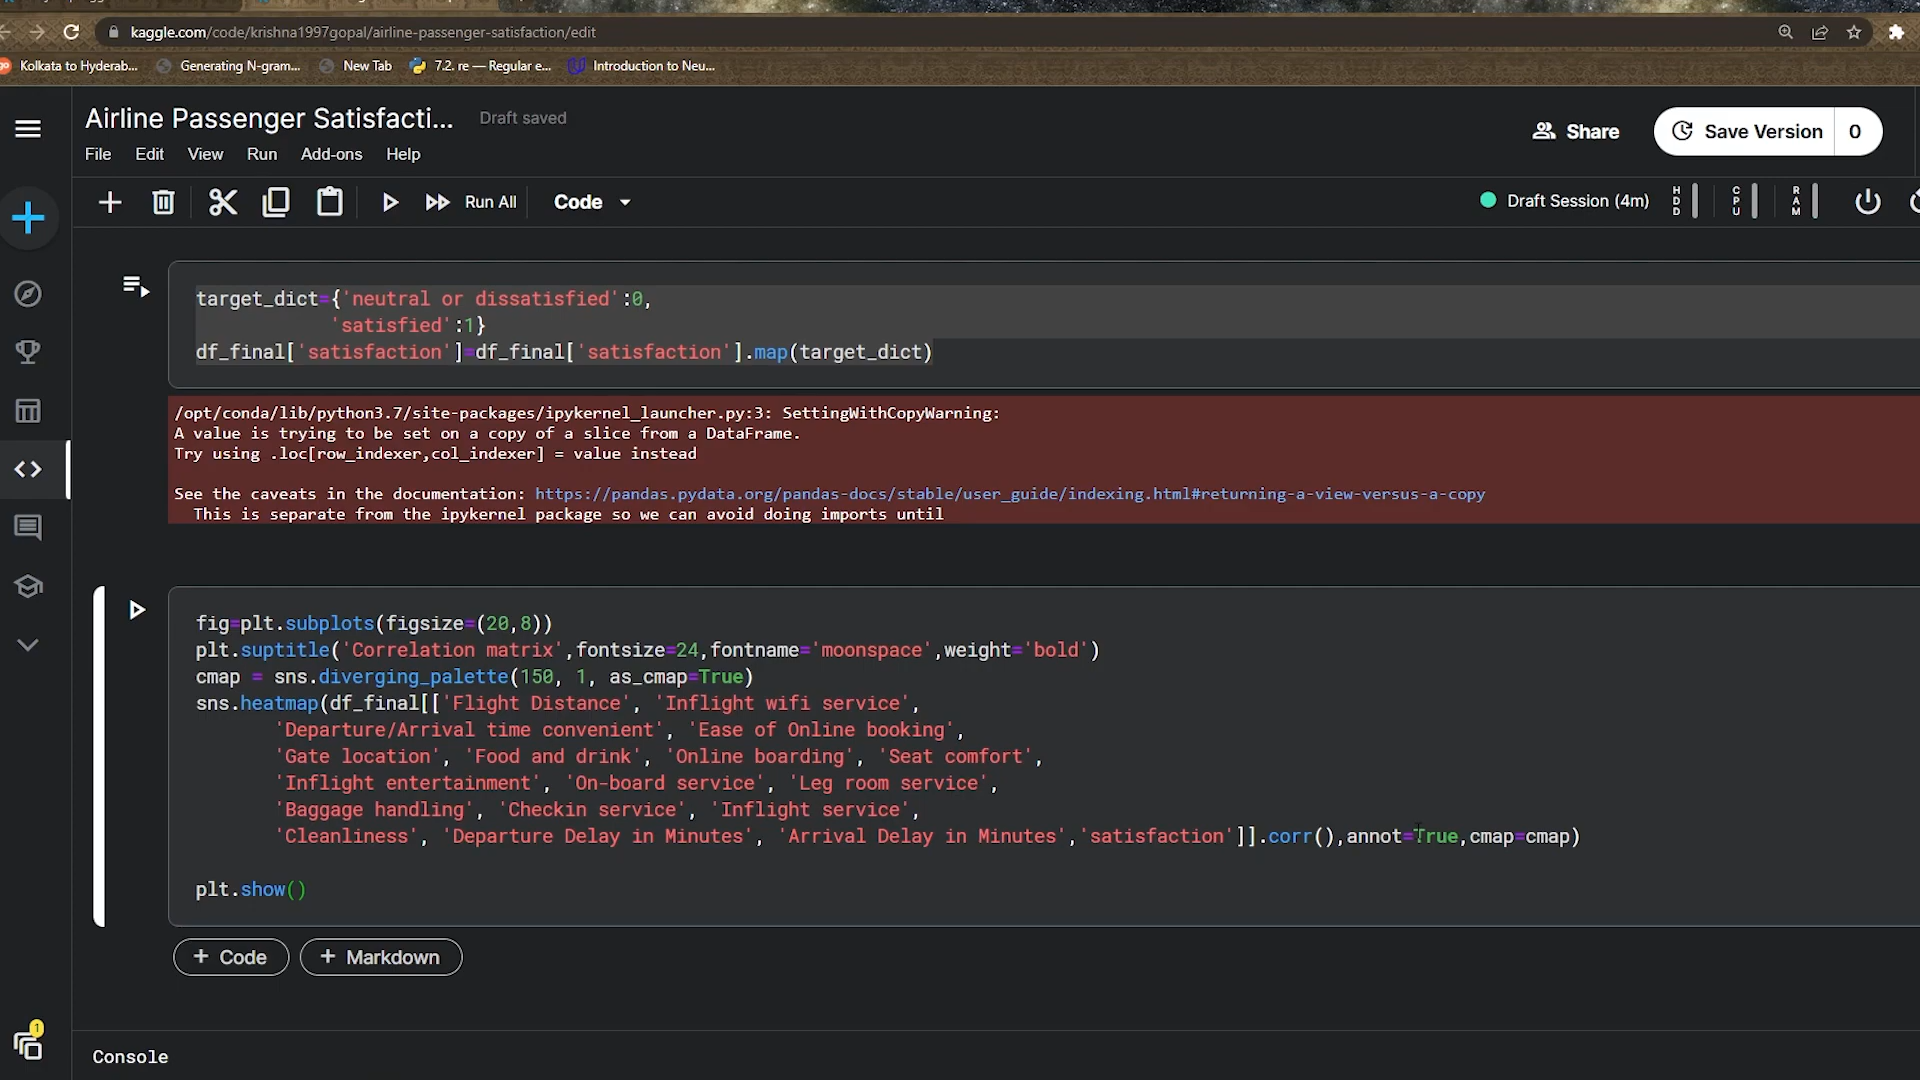 kaggle.com/code/krishna1997gopal/airline-passenger-satisfaction/edit
Kolkata to Hyderab... Generating N-gram... New Tab 7.2. re — Regular e... Introduction to Neu...
Airline Passenger Satisfacti... Draft saved
Share Save Version 0
File Edit View Run Add-ons Help
Run All Code Draft Session (4m) HDD CPU RAM
target_dict={'neutral or dissatisfied':0,
'satisfied':1}
df_final['satisfaction']=df_final['satisfaction'].map(target_dict)
/opt/conda/lib/python3.7/site-packages/ipykernel_launcher.py:3: SettingWithCopyWarning:
A value is trying to be set on a copy of a slice from a DataFrame.
Try using .loc[row_indexer,col_indexer] = value instead
See the caveats in the documentation: https://pandas.pydata.org/pandas-docs/stable/user_guide/indexing.html#returning-a-view-versus-a-copy
This is separate from the ipykernel package so we can avoid doing imports until
fig=plt.subplots(figsize=(20,8))
plt.suptitle('Correlation matrix',fontsize=24,fontname='moonspace',weight='bold')
cmap = sns.diverging_palette(150, 1, as_cmap=True)
sns.heatmap(df_final[['Flight Distance', 'Inflight wifi service',
'Departure/Arrival time convenient', 'Ease of Online booking',
'Gate location', 'Food and drink', 'Online boarding', 'Seat comfort',
'Inflight entertainment', 'On-board service', 'Leg room service',
'Baggage handling', 'Checkin service', 'Inflight service',
'Cleanliness', 'Departure Delay in Minutes', 'Arrival Delay in Minutes','satisfaction']].corr(),annot=True,cmap=cmap)
plt.show()
+ Code + Markdown
1
Console